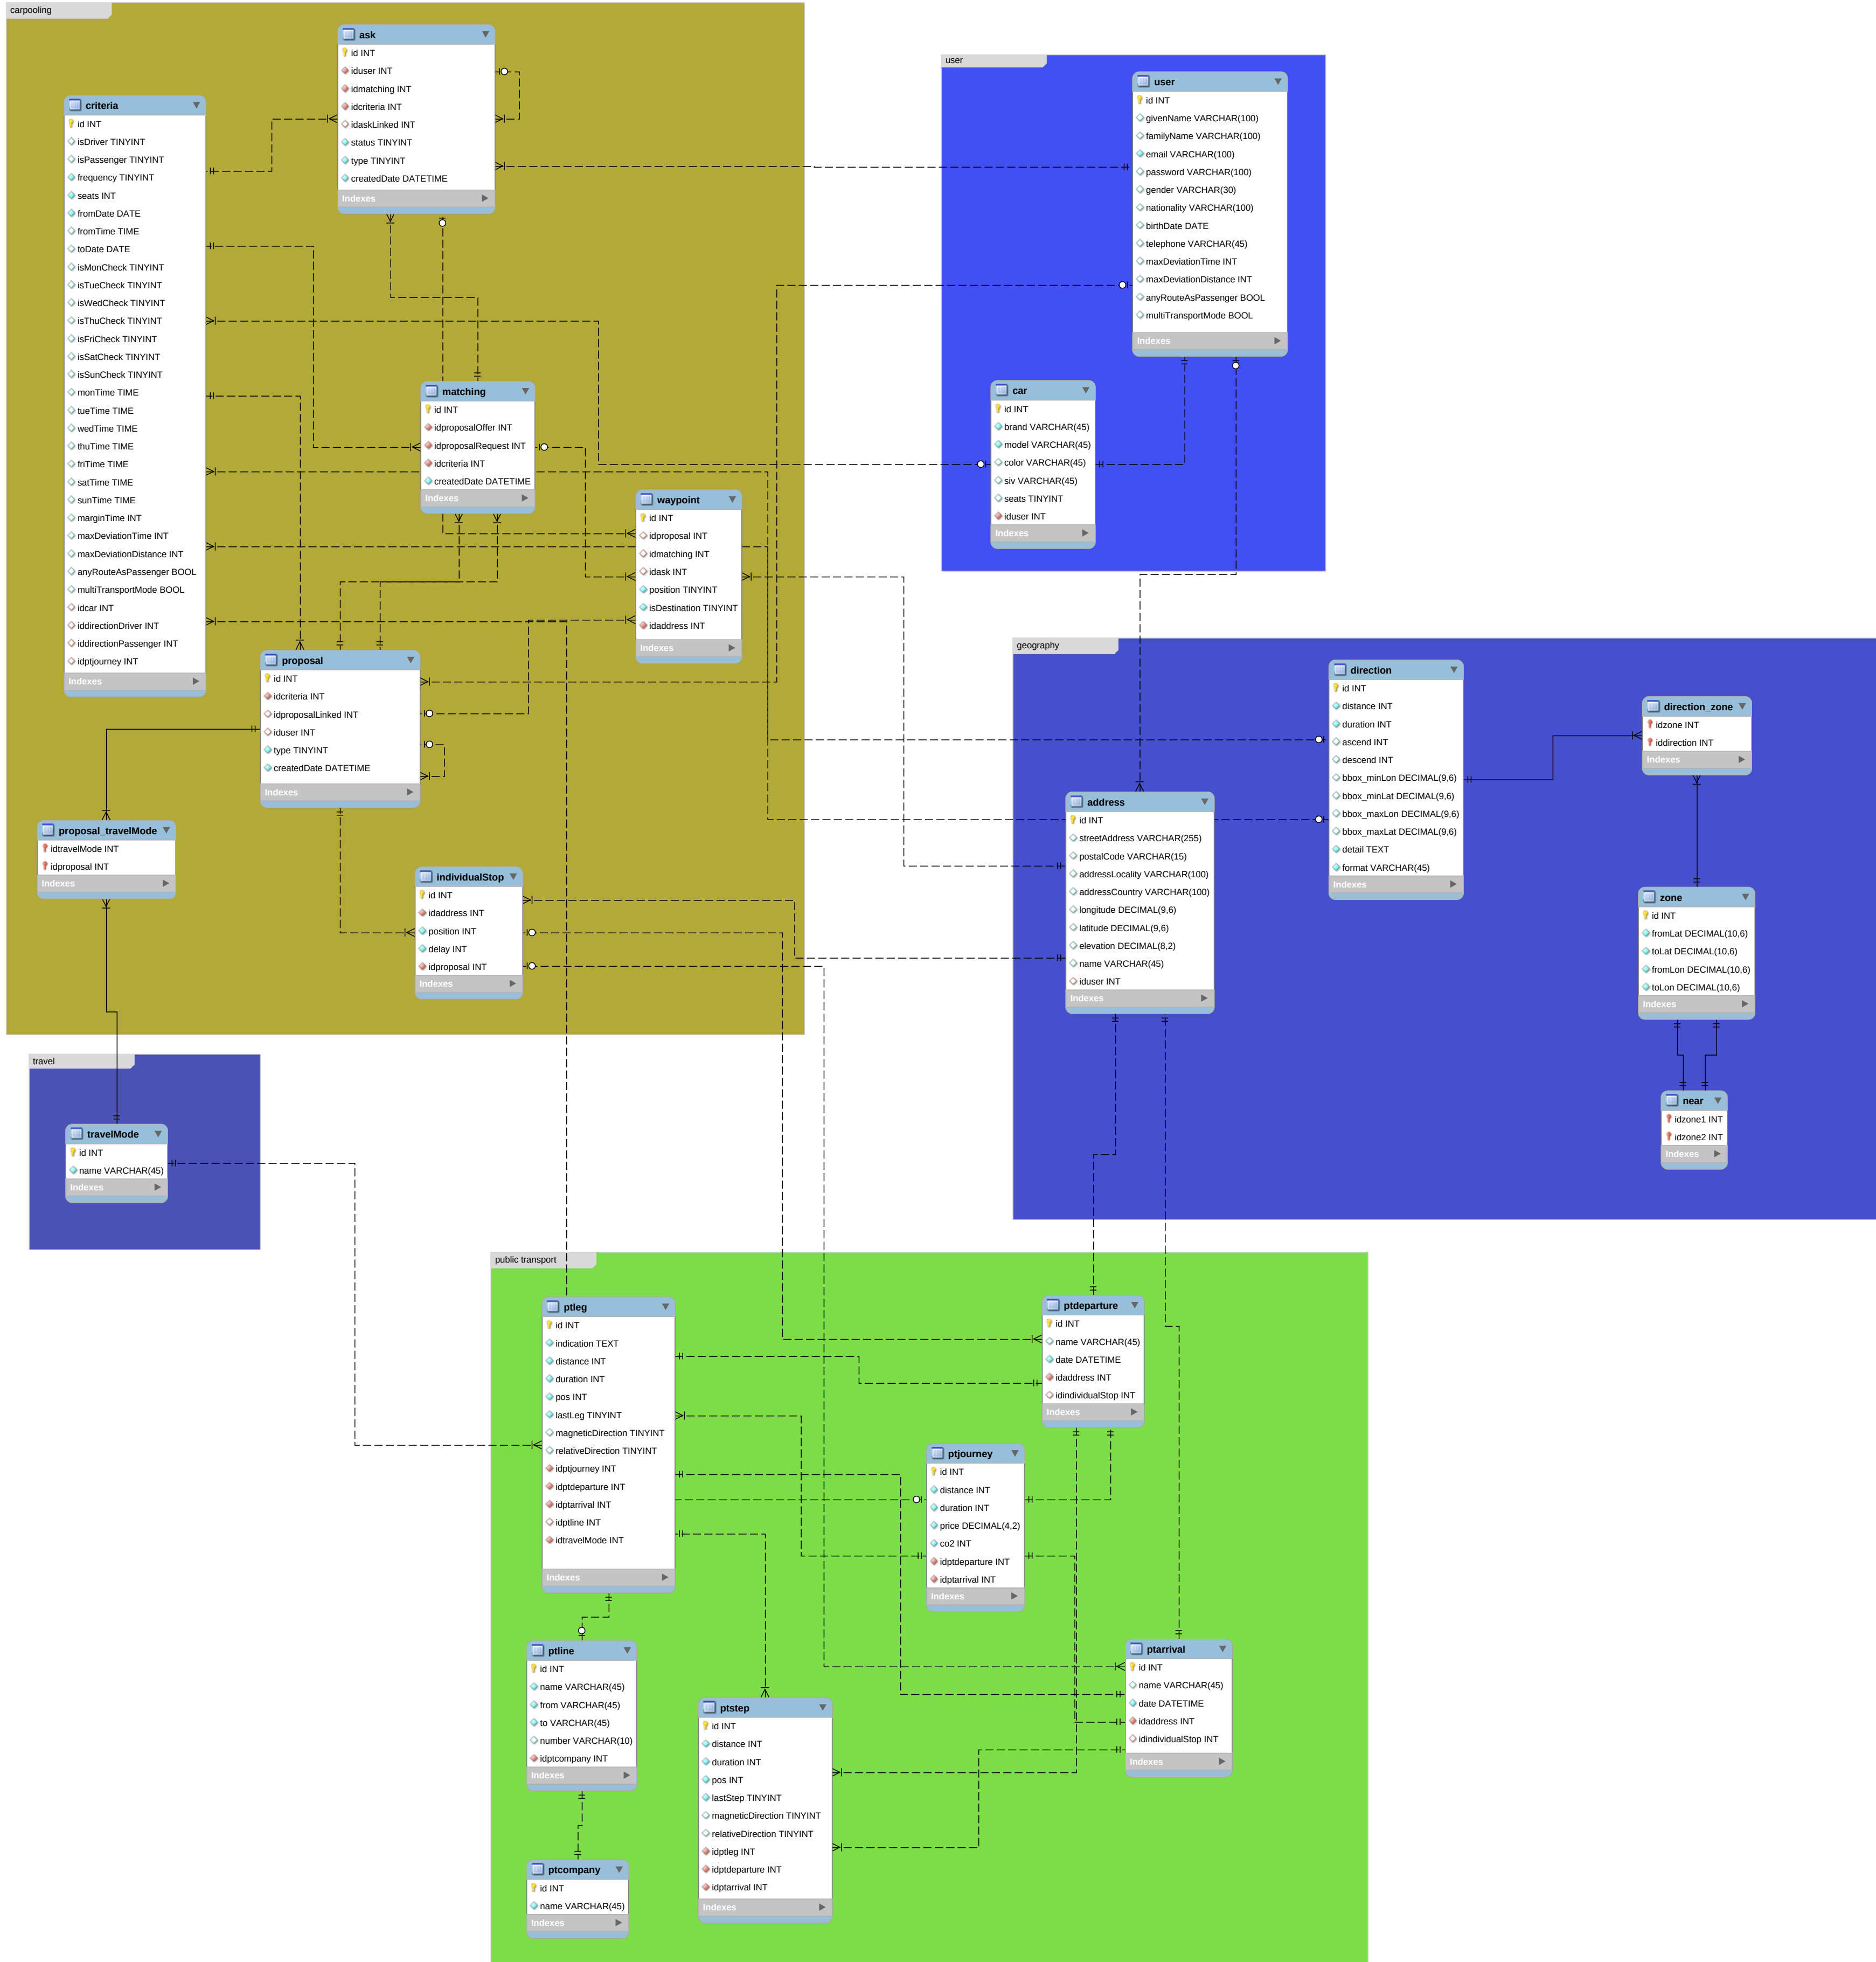 carpooling
ask
id INT
iduser INT
idmatching INT
idcriteria INT
idaskLinked INT
status TINYINT
type TINYINT
createdDate DATETIME
Indexes
criteria
id INT
isDriver TINYINT
isPassenger TINYINT
frequency TINYINT
seats INT
fromDate DATE
fromTime TIME
toDate DATE
isMonCheck TINYINT
isTueCheck TINYINT
isWedCheck TINYINT
isThuCheck TINYINT
isFriCheck TINYINT
isSatCheck TINYINT
isSunCheck TINYINT
monTime TIME
tueTime TIME
wedTime TIME
thuTime TIME
friTime TIME
satTime TIME
sunTime TIME
marginTime INT
maxDeviationTime INT
maxDeviationDistance INT
anyRouteAsPassenger BOOL
multiTransportMode BOOL
idcar INT
iddirectionDriver INT
iddirectionPassenger INT
idptjourney INT
Indexes
matching
id INT
idproposalOffer INT
idproposalRequest INT
idcriteria INT
createdDate DATETIME
Indexes
waypoint
id INT
idproposal INT
idmatching INT
idask INT
position TINYINT
isDestination TINYINT
idaddress INT
Indexes
proposal
id INT
idcriteria INT
idproposalLinked INT
iduser INT
type TINYINT
createdDate DATETIME
Indexes
proposal_travelMode
idtravelMode INT
idproposal INT
Indexes
individualStop
id INT
idaddress INT
position INT
delay INT
idproposal INT
Indexes
user
user
id INT
givenName VARCHAR(100)
familyName VARCHAR(100)
email VARCHAR(100)
password VARCHAR(100)
gender VARCHAR(30)
nationality VARCHAR(100)
birthDate DATE
telephone VARCHAR(45)
maxDeviationTime INT
maxDeviationDistance INT
anyRouteAsPassenger BOOL
multiTransportMode BOOL
Indexes
car
id INT
brand VARCHAR(45)
model VARCHAR(45)
color VARCHAR(45)
siv VARCHAR(45)
seats TINYINT
iduser INT
Indexes
geography
direction
id INT
distance INT
duration INT
ascend INT
descend INT
bbox_minLon DECIMAL(9,6)
bbox_minLat DECIMAL(9,6)
bbox_maxLon DECIMAL(9,6)
bbox_maxLat DECIMAL(9,6)
detail TEXT
format VARCHAR(45)
Indexes
direction_zone
idzone INT
iddirection INT
Indexes
address
id INT
streetAddress VARCHAR(255)
postalCode VARCHAR(15)
addressLocality VARCHAR(100)
addressCountry VARCHAR(100)
longitude DECIMAL(9,6)
latitude DECIMAL(9,6)
elevation DECIMAL(8,2)
name VARCHAR(45)
iduser INT
Indexes
zone
id INT
fromLat DECIMAL(10,6)
toLat DECIMAL(10,6)
fromLon DECIMAL(10,6)
toLon DECIMAL(10,6)
Indexes
near
idzone1 INT
idzone2 INT
Indexes
travel
travelMode
id INT
name VARCHAR(45)
Indexes
public transport
ptleg
id INT
indication TEXT
distance INT
duration INT
pos INT
lastLeg TINYINT
magneticDirection TINYINT
relativeDirection TINYINT
idptjourney INT
idptdeparture INT
idptarrival INT
idptline INT
idtravelMode INT
Indexes
ptdeparture
id INT
name VARCHAR(45)
date DATETIME
idaddress INT
idindividualStop INT
Indexes
ptjourney
id INT
distance INT
duration INT
price DECIMAL(4,2)
co2 INT
idptdeparture INT
idptarrival INT
Indexes
ptline
id INT
name VARCHAR(45)
from VARCHAR(45)
to VARCHAR(45)
number VARCHAR(10)
idptcompany INT
Indexes
ptarrival
id INT
name VARCHAR(45)
date DATETIME
idaddress INT
idindividualStop INT
Indexes
ptstep
id INT
distance INT
duration INT
pos INT
lastStep TINYINT
magneticDirection TINYINT
relativeDirection TINYINT
idptleg INT
idptdeparture INT
idptarrival INT
Indexes
ptcompany
id INT
name VARCHAR(45)
Indexes